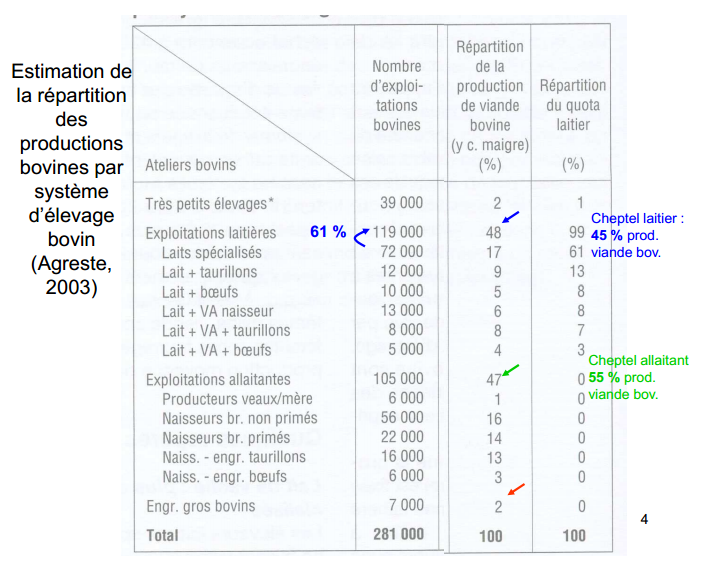 Estimation de
la répartition
des
productions
bovines par
système
d’élevage
bovin
(Agreste,
2003)
Ateliers bovins
Nombre
d’exploi-
tations
bovines
Répartition
de la
production
de viande
bovine
(y c. maigre)
(%)
Répartition
du quota
laitier
(%)
Très petits élevages* 39 000 2 1
Exploitations laitières 61 % 119 000 48 99
Laits spécialisés 72 000 17 61
Lait + taurillons 12 000 9 13
Lait + bœufs 10 000 5 8
Lait + VA naisseur 13 000 6 8
Lait + VA + taurillons 8 000 8 7
Lait + VA + bœufs 5 000 4 3
Exploitations allaitantes 105 000 47 0
Producteurs veaux/mère 6 000 1 0
Naisseurs br. non primés 56 000 16 0
Naisseurs br. primés 22 000 14 0
Naiss. - engr. taurillons 16 000 13 0
Naiss. - engr. bœufs 6 000 3 0
Engr. gros bovins 7 000 2 0
Total 281 000 100 100
Cheptel laitier :
45 % prod.
viande bov.
Cheptel allaitant
55 % prod.
viande bov.
4